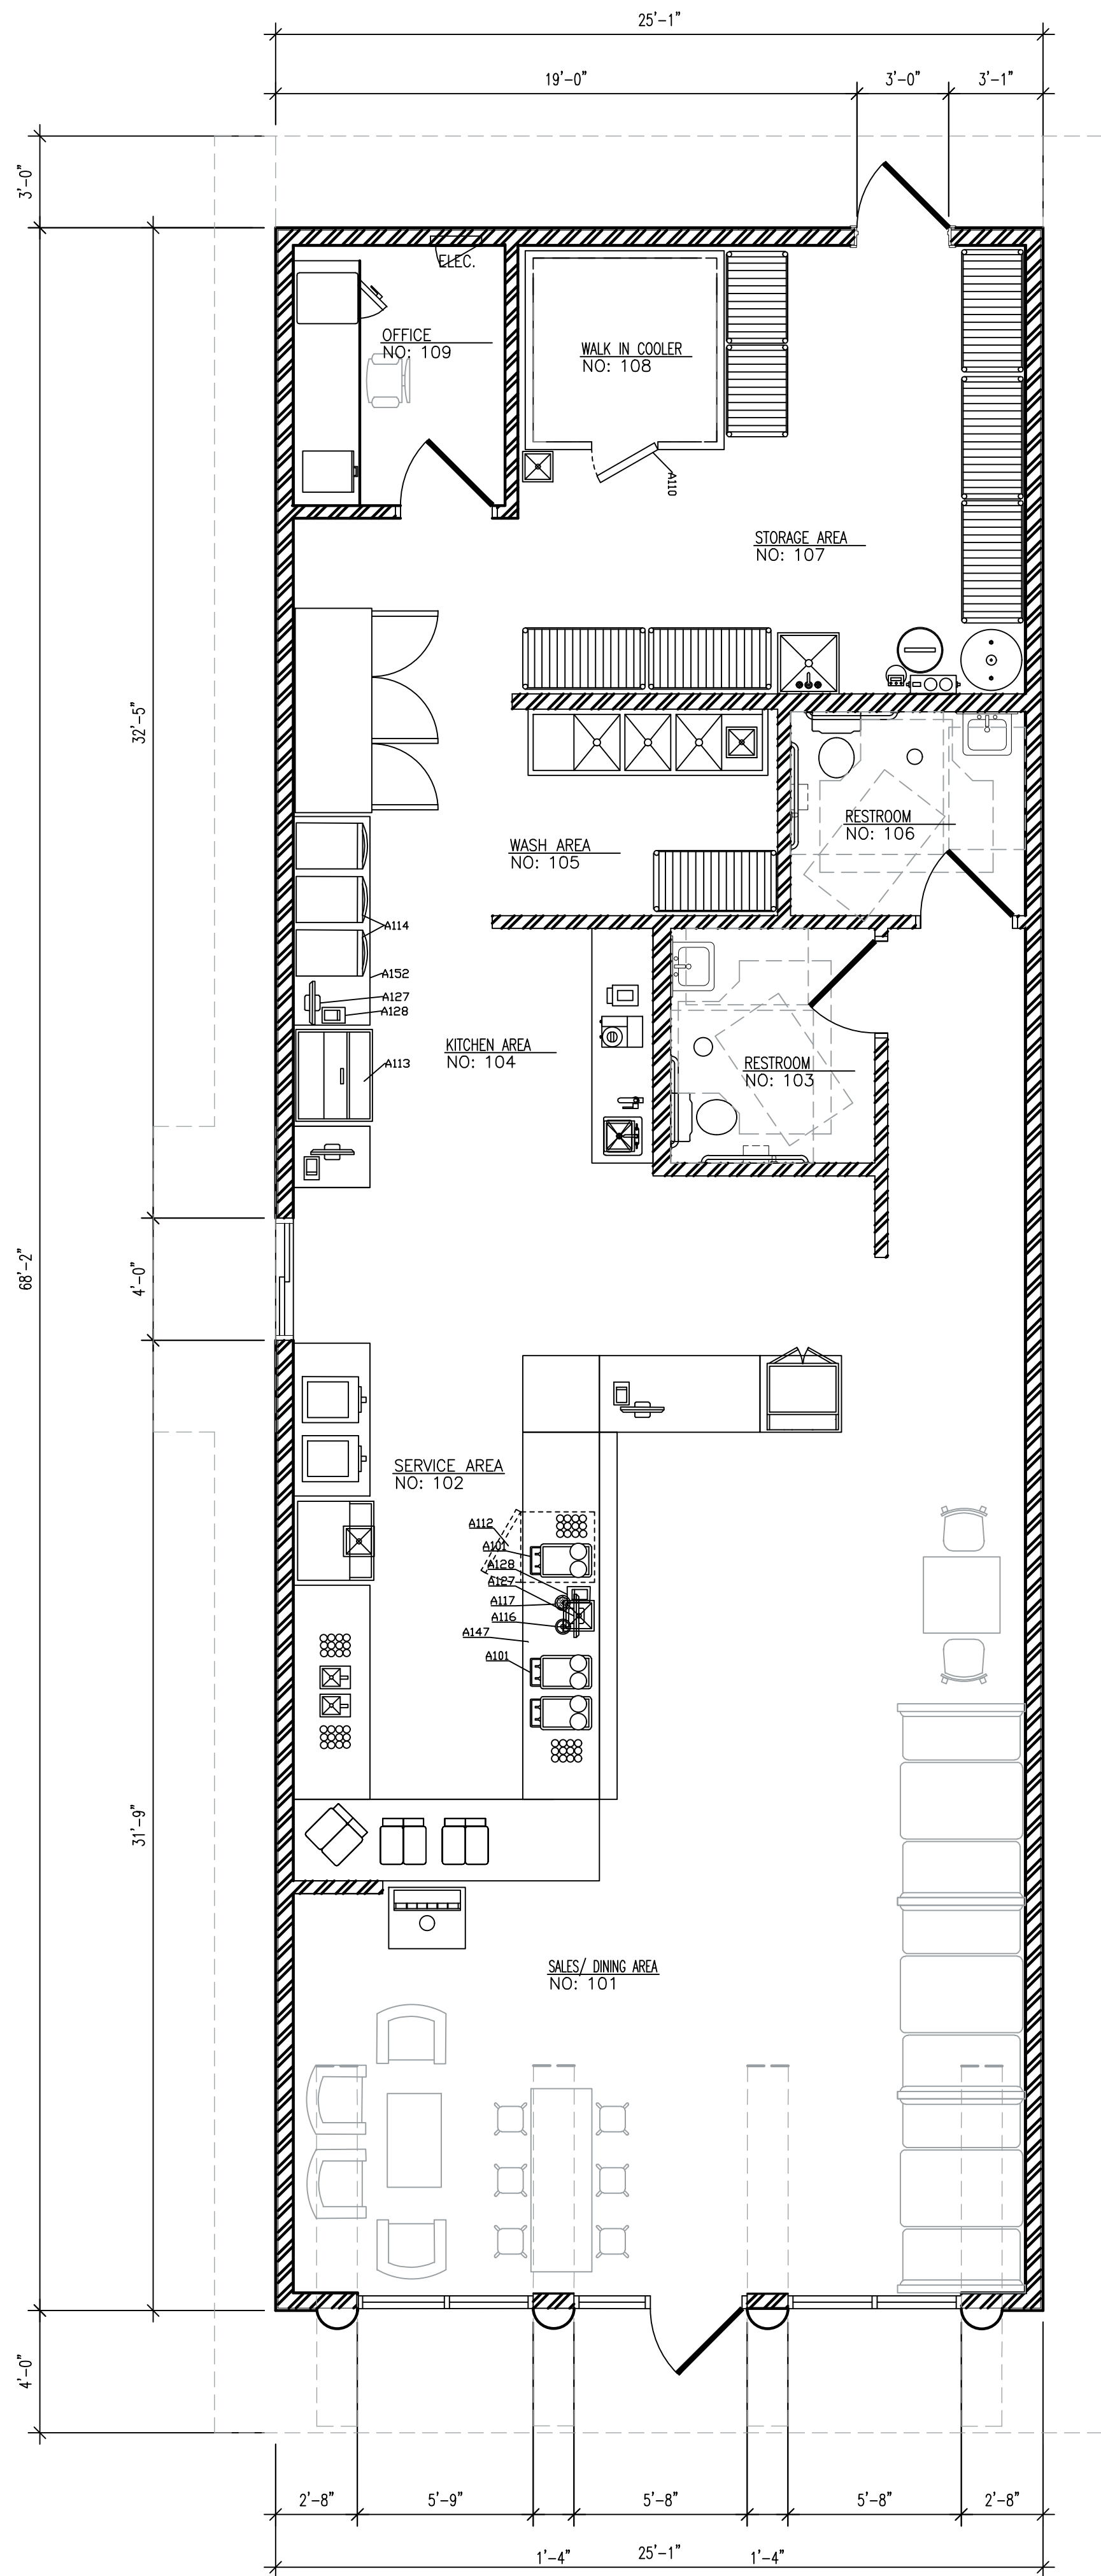 25'-1"
19'-0"
3'-0"
3'-1"
3'-0"
ELEC.
OFFICE
NO: 109
WALK IN COOLER
NO: 108
A110
STORAGE AREA
NO: 107
32'-5"
RESTROOM
NO: 106
WASH AREA
NO: 105
A114
A152
A127
A128
KITCHEN AREA
NO: 104
A113
RESTROOM
NO: 103
68'-2"
4'-0"
SERVICE AREA
NO: 102
A112
A101
A128
A127
A117
A116
A147
A101
31'-9"
SALES/ DINING AREA
NO: 101
4'-0"
2'-8"
5'-9"
5'-8"
5'-8"
2'-8"
1'-4"
25'-1"
1'-4"